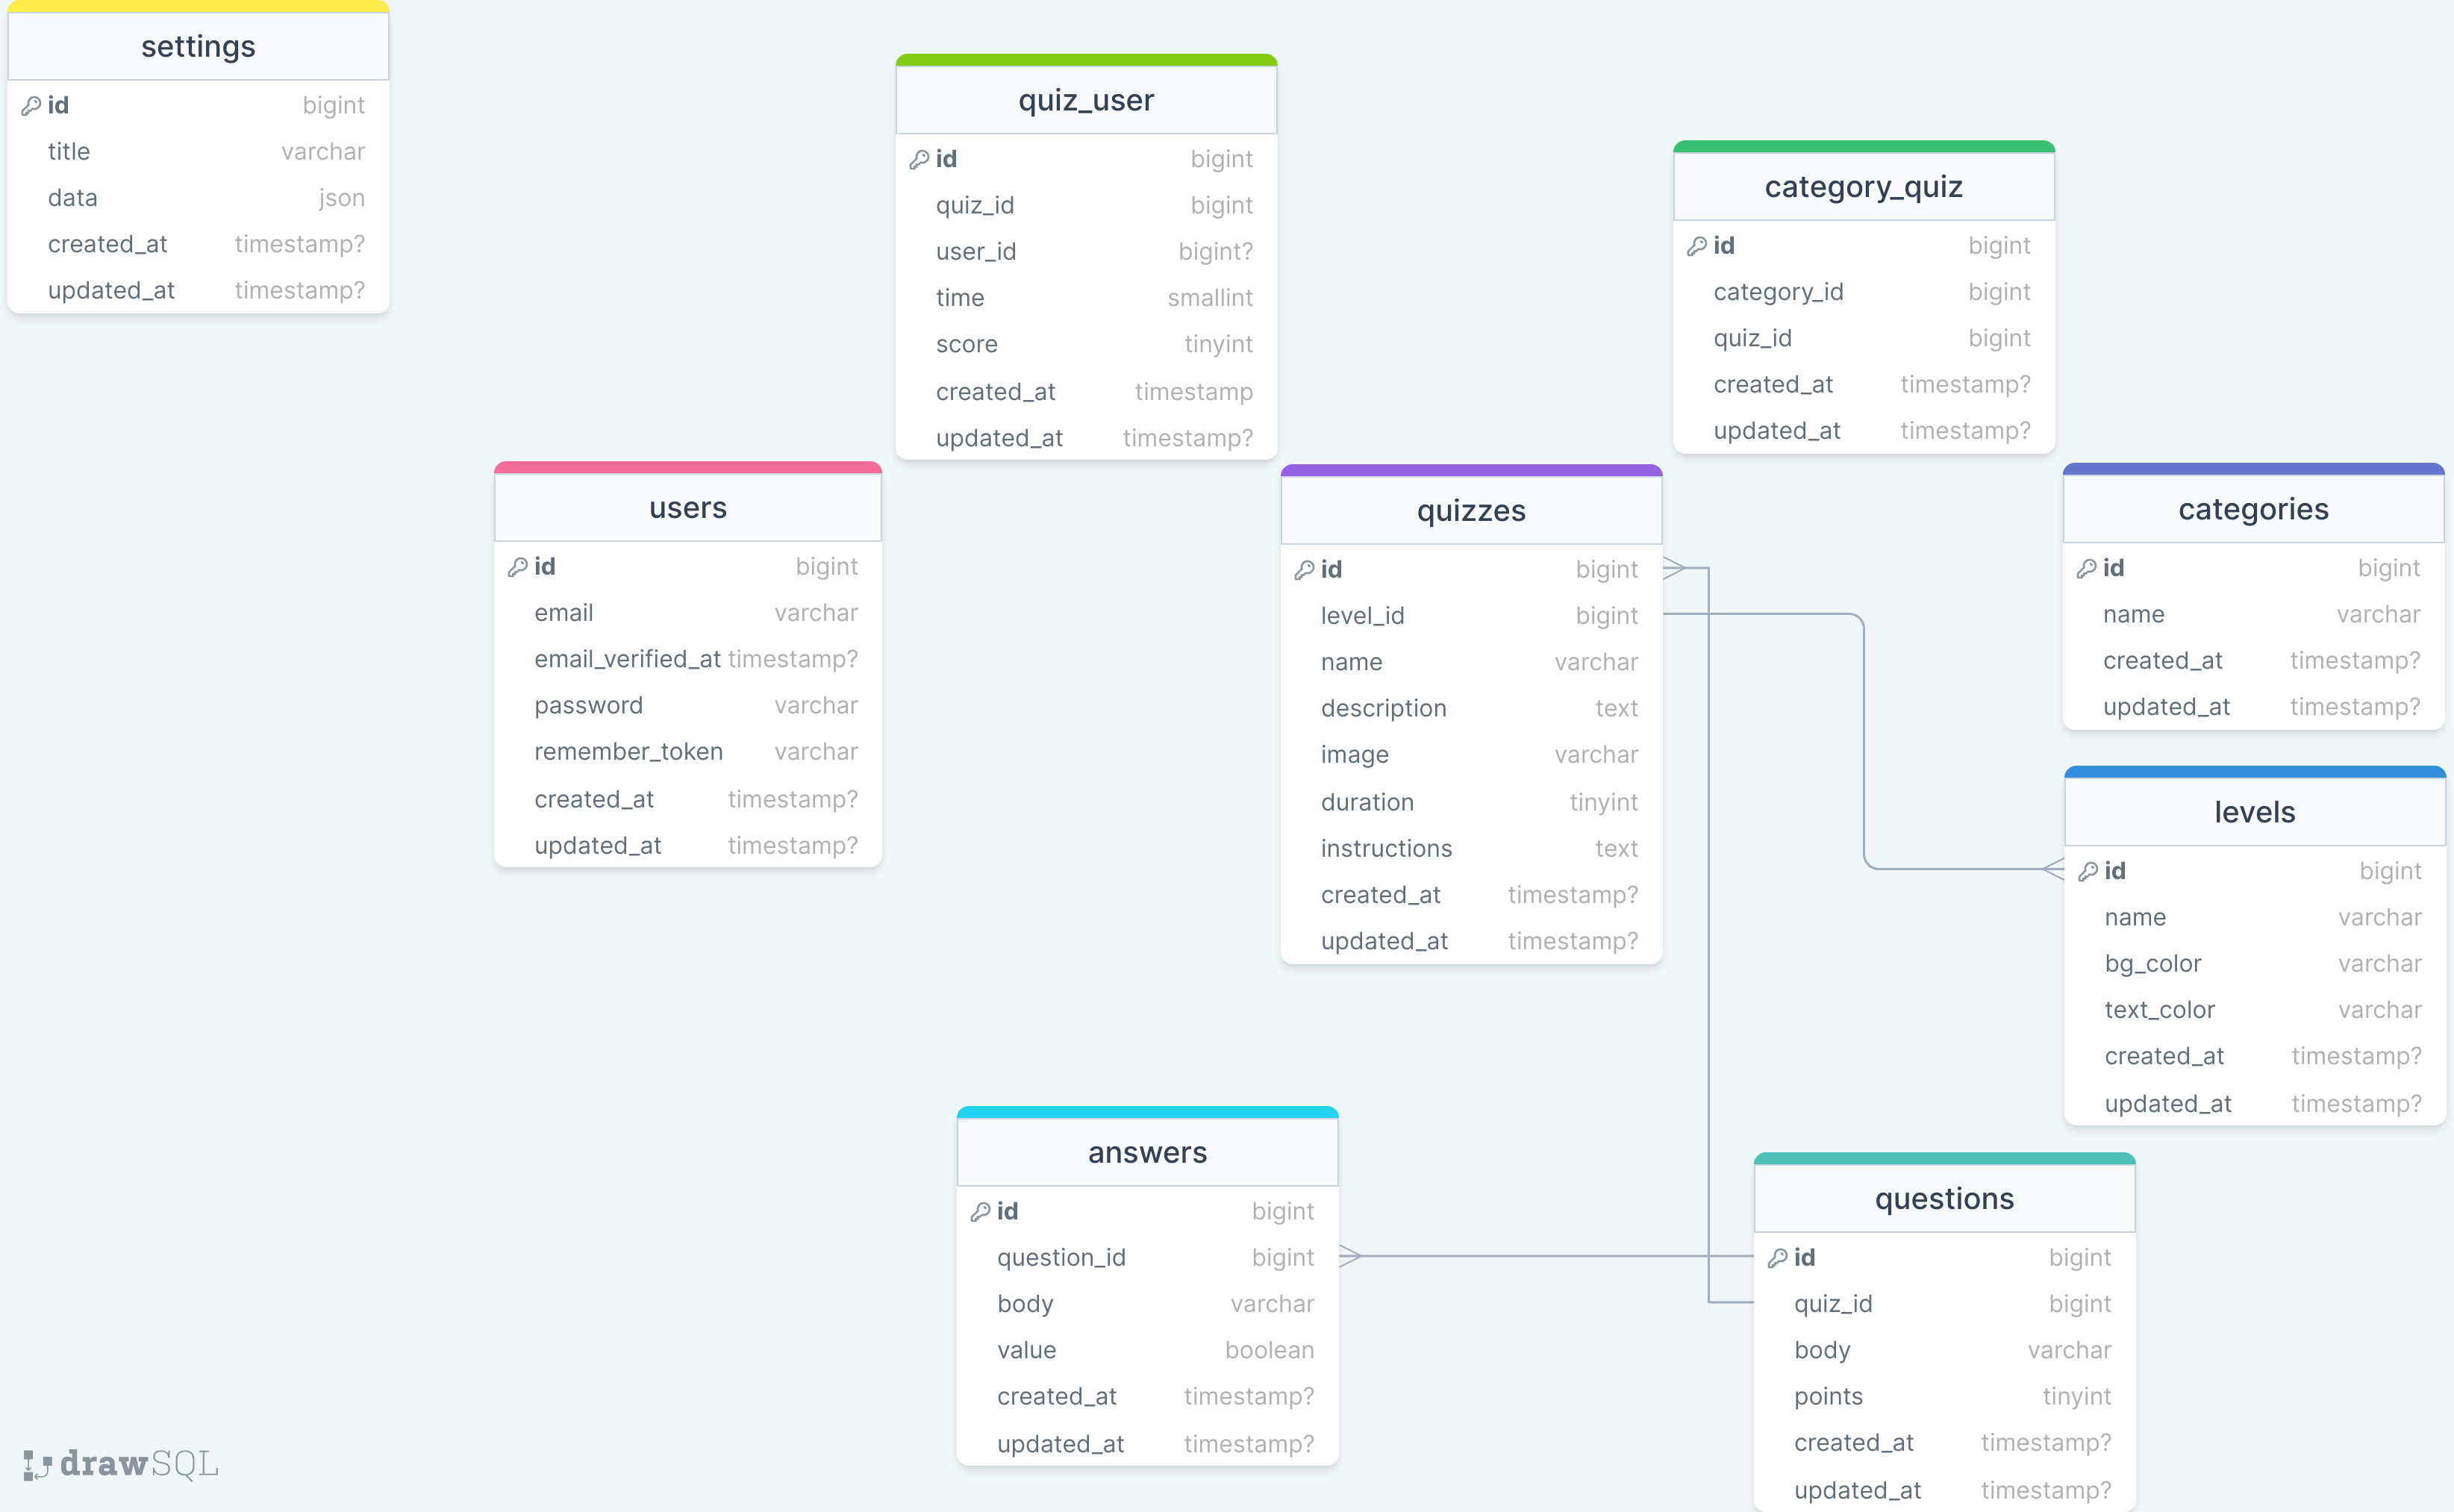 settings
id bigint
title varchar
data json
created_at timestamp?
updated_at timestamp?
quiz_user
id bigint
quiz_id bigint
user_id bigint?
time smallint
score tinyint
created_at timestamp
updated_at timestamp?
category_quiz
id bigint
category_id bigint
quiz_id bigint
created_at timestamp?
updated_at timestamp?
users
id bigint
email varchar
email_verified_at timestamp?
password varchar
remember_token varchar
created_at timestamp?
updated_at timestamp?
quizzes
id bigint
level_id bigint
name varchar
description text
image varchar
duration tinyint
instructions text
created_at timestamp?
updated_at timestamp?
categories
id bigint
name varchar
created_at timestamp?
updated_at timestamp?
levels
id bigint
name varchar
bg_color varchar
text_color varchar
created_at timestamp?
updated_at timestamp?
answers
id bigint
question_id bigint
body varchar
value boolean
created_at timestamp?
updated_at timestamp?
questions
id bigint
quiz_id bigint
body varchar
points tinyint
created_at timestamp?
updated_at timestamp?
drawSQL